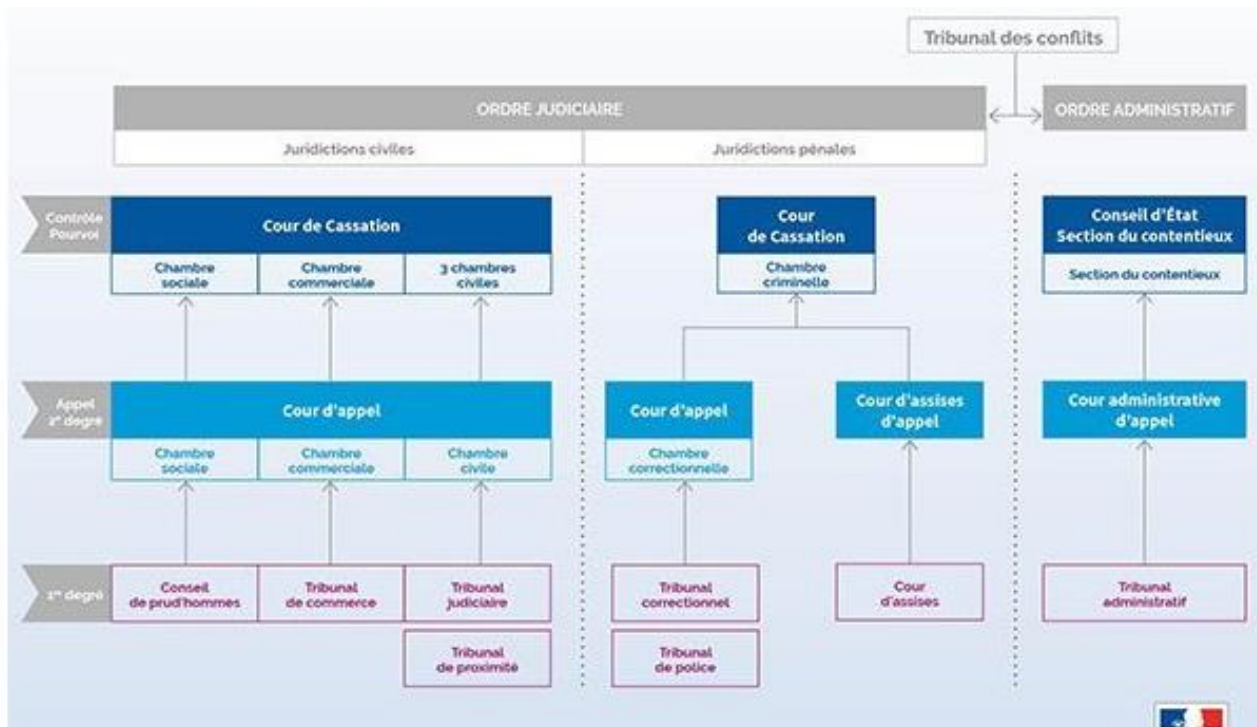 Tribunal des conflits
ORDRE JUDICIAIRE
ORDRE ADMINISTRATIF
Juridictions civiles
Juridictions pénales
Contrôle
Pourvoi
Cour de Cassation
Chambre
sociale
Chambre
commerciale
3 chambres
civiles
Cour
de Cassation
Chambre
criminelle
Conseil d'État
Section du contentieux
Section du contentieux
Appel
2e degré
Cour d'appel
Chambre
sociale
Chambre
commerciale
Chambre
civile
Cour d'appel
Chambre
correctionnelle
Cour d'assises
d'appel
Cour administrative
d'appel
1er degré
Conseil
de prud'hommes
Tribunal
de commerce
Tribunal
judiciaire
Tribunal
de proximité
Tribunal
correctionnel
Tribunal
de police
Cour
d'assises
Tribunal
administratif